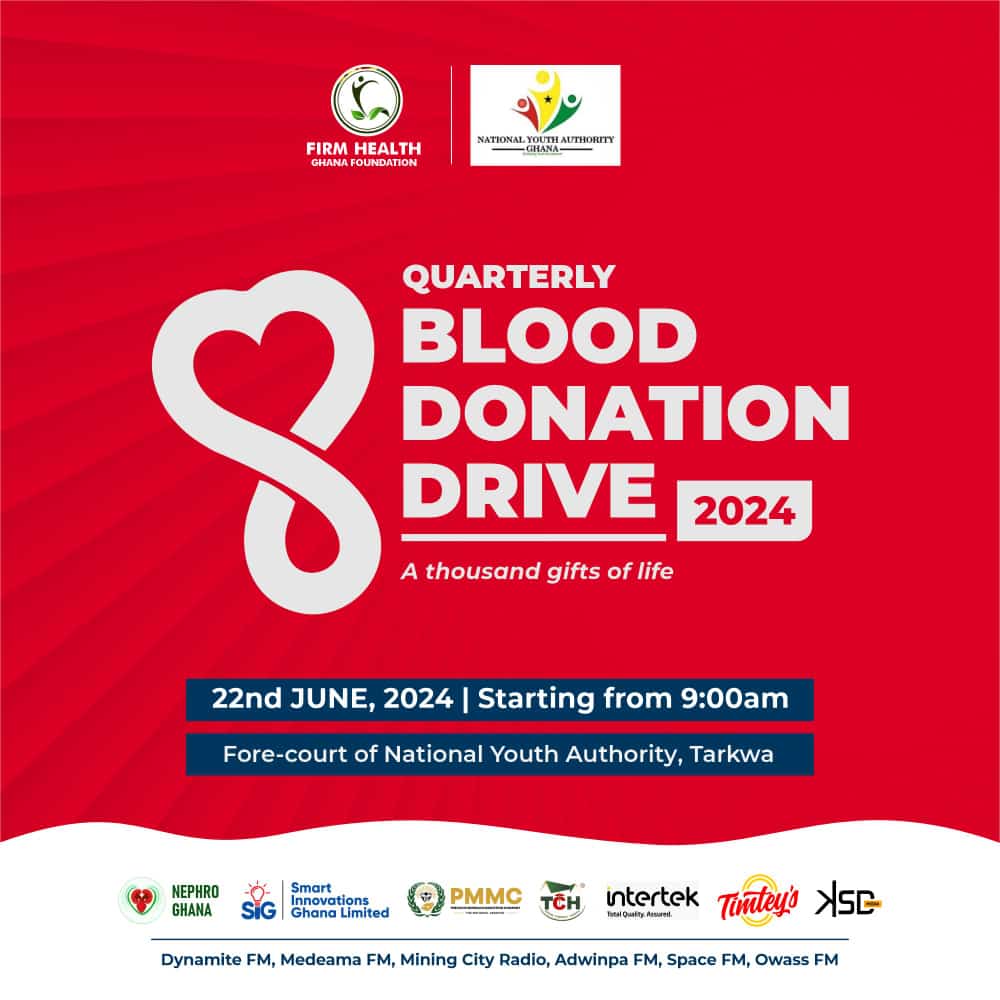 FIRM HEALTH
GHANA FOUNDATION
NATIONAL YOUTH AUTHORITY
GHANA
QUARTERLY
BLOOD
DONATION
DRIVE
2024
A thousand gifts of life
22nd JUNE, 2024 | Starting from 9:00am
Fore-court of National Youth Authority, Tarkwa
NEPHRO
GHANA
SIG
Smart
Innovations
Ghana Limited
PMMC
TCH
intertek
Total Quality. Assured.
Timtey's
KSD
Dynamite FM, Medeama FM, Mining City Radio, Adwinpa FM, Space FM, Owass FM